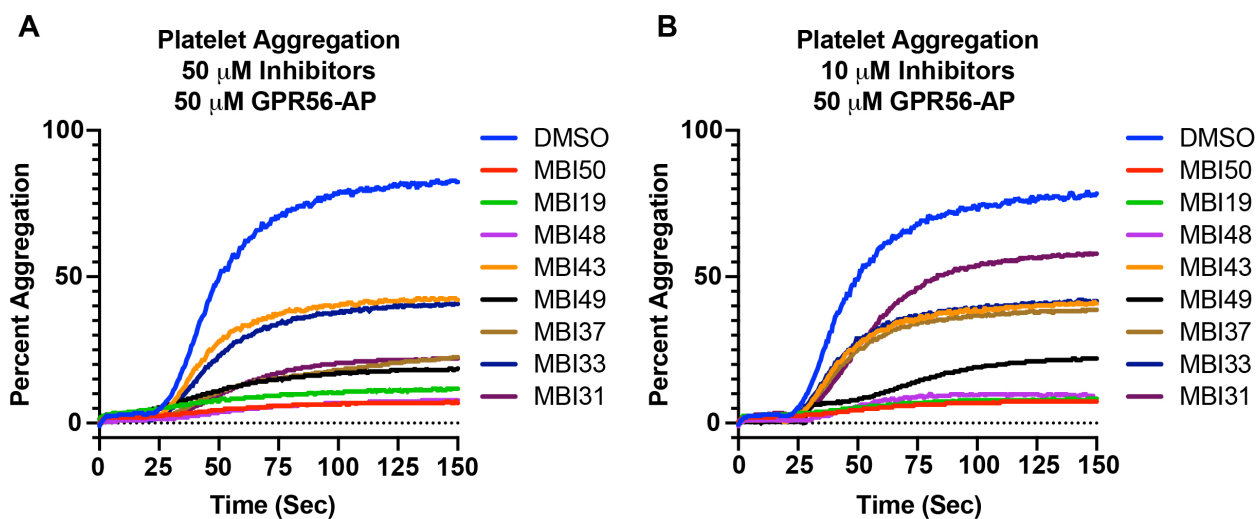 A
Platelet Aggregation
50 μM Inhibitors
50 μM GPR56-AP
Percent Aggregation
100
50
0
0 25 50 75 100 125 150
Time (Sec)
DMSO
MBI50
MBI19
MBI48
MBI43
MBI49
MBI37
MBI33
MBI31
B
Platelet Aggregation
10 μM Inhibitors
50 μM GPR56-AP
Percent Aggregation
100
50
0
0 25 50 75 100 125 150
Time (Sec)
DMSO
MBI50
MBI19
MBI48
MBI43
MBI49
MBI37
MBI33
MBI31